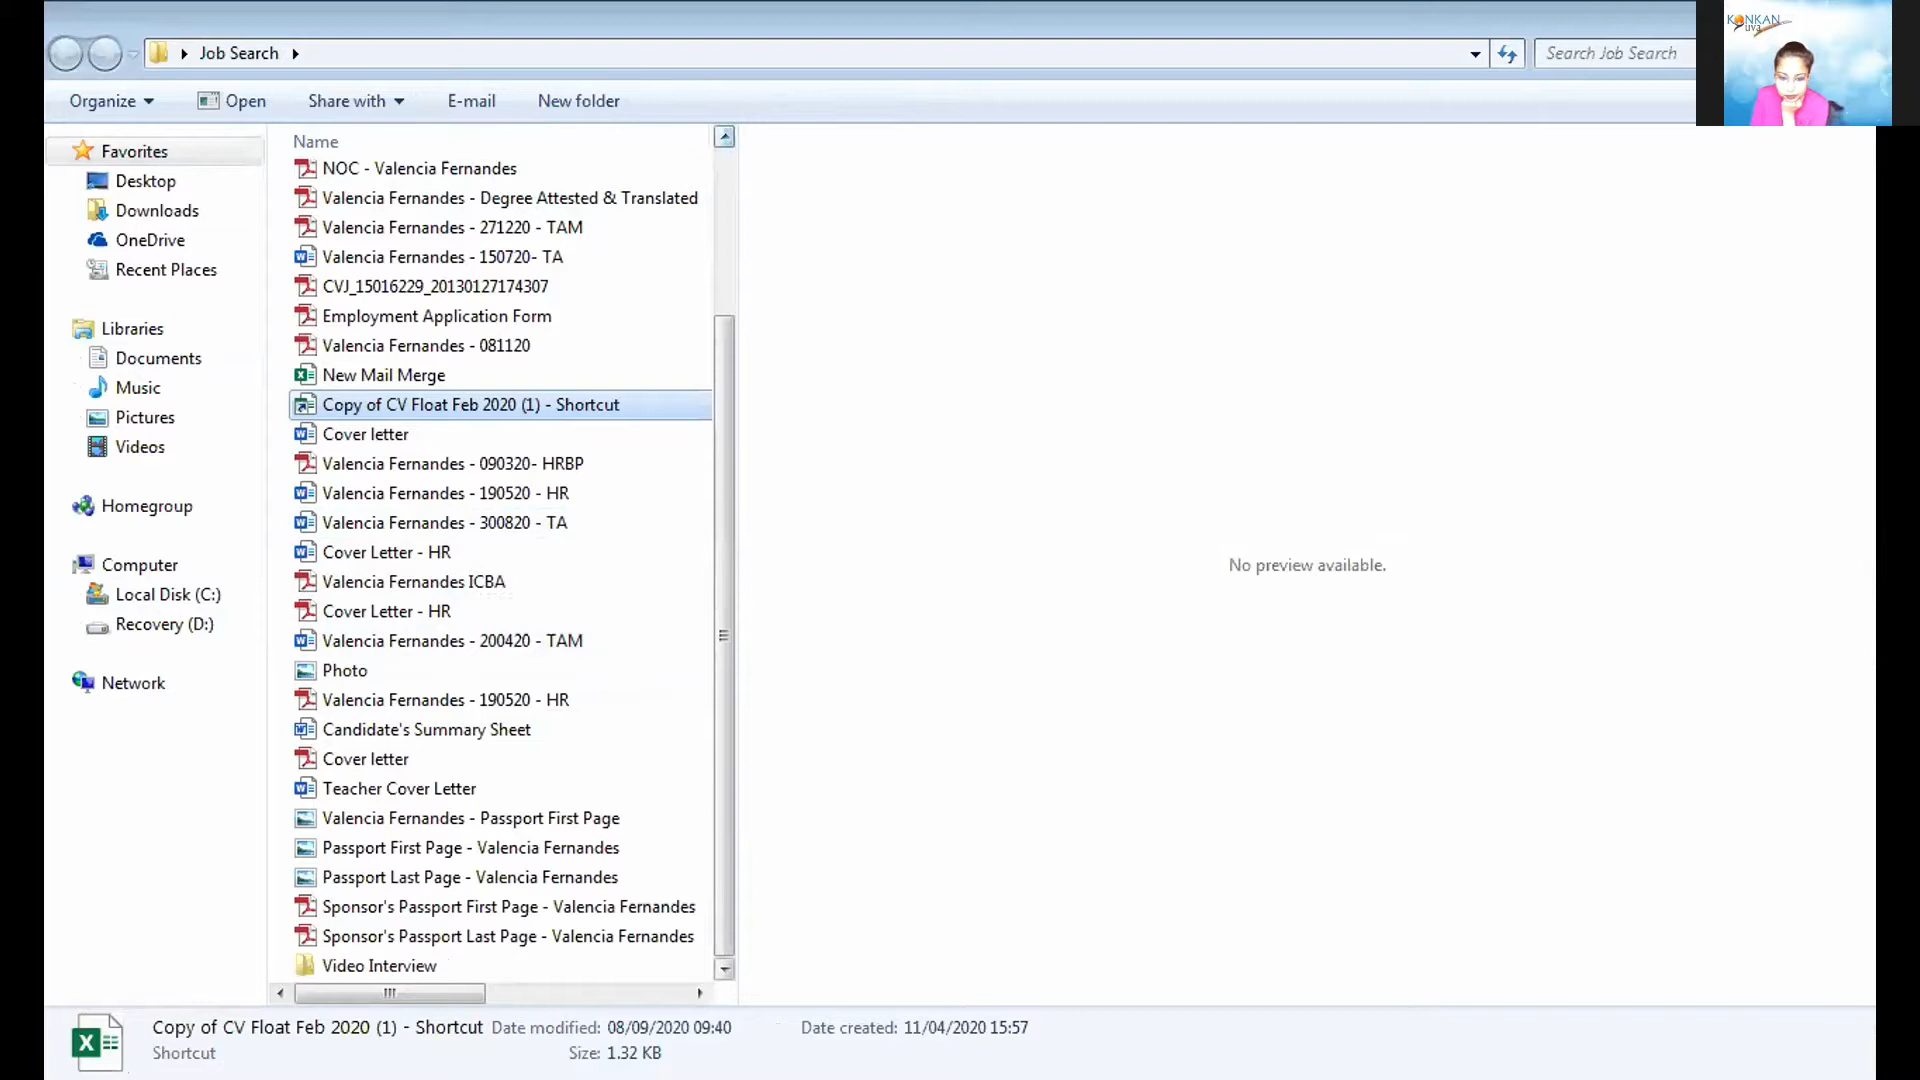 KONKAN
uva
Job Search
Search Job Search
Organize
Open
Share with
E-mail
New folder
Favorites
Desktop
Downloads
OneDrive
Recent Places
Libraries
Documents
Music
Pictures
Videos
Homegroup
Computer
Local Disk (C:)
Recovery (D:)
Network
Name
NOC - Valencia Fernandes
Valencia Fernandes - Degree Attested & Translated
Valencia Fernandes - 271220 - TAM
Valencia Fernandes - 150720- TA
CVJ_15016229_20130127174307
Employment Application Form
Valencia Fernandes - 081120
New Mail Merge
Copy of CV Float Feb 2020 (1) - Shortcut
Cover letter
Valencia Fernandes - 090320- HRBP
Valencia Fernandes - 190520 - HR
Valencia Fernandes - 300820 - TA
Cover Letter - HR
Valencia Fernandes ICBA
Cover Letter - HR
Valencia Fernandes - 200420 - TAM
Photo
Valencia Fernandes - 190520 - HR
Candidate's Summary Sheet
Cover letter
Teacher Cover Letter
Valencia Fernandes - Passport First Page
Passport First Page - Valencia Fernandes
Passport Last Page - Valencia Fernandes
Sponsor's Passport First Page - Valencia Fernandes
Sponsor's Passport Last Page - Valencia Fernandes
Video Interview
No preview available.
Copy of CV Float Feb 2020 (1) - Shortcut Date modified: 08/09/2020 09:40 Date created: 11/04/2020 15:57
Shortcut Size: 1.32 KB